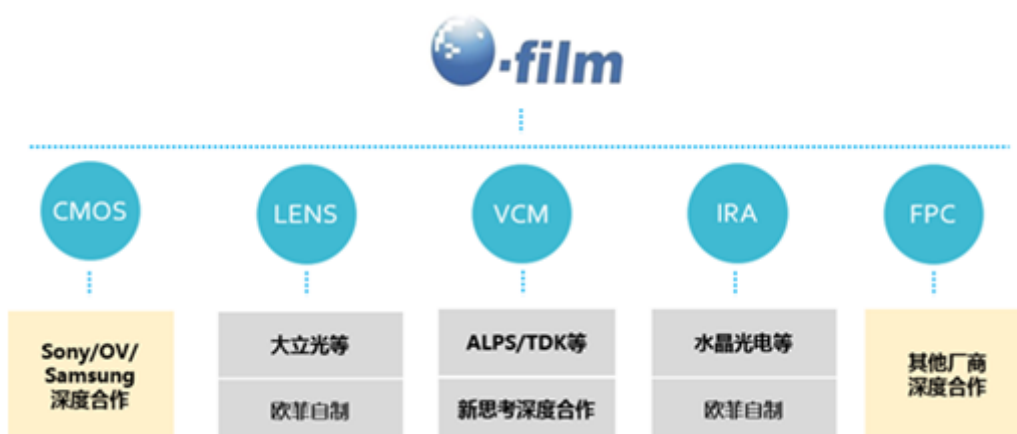 ·film
CMOS
LENS
VCM
IRA
FPC
Sony/OV/
Samsung
深度合作
大立光等
欧菲自制
ALPS/TDK等
新思考深度合作
水晶光电等
欧菲自制
其他厂商
深度合作